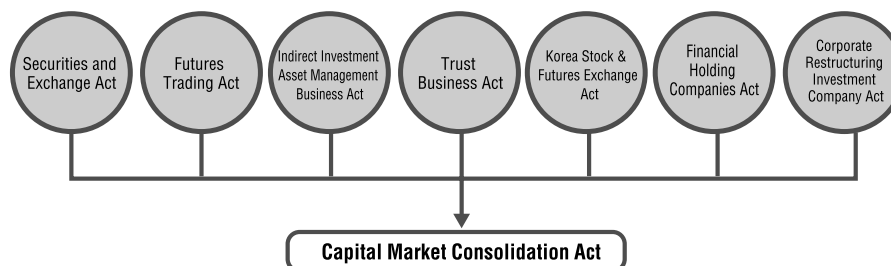 Securities and
Exchange Act
Futures
Trading Act
Indirect Investment
Asset Management
Business Act
Trust
Business Act
Korea Stock &
Futures Exchange
Act
Financial
Holding
Companies Act
Corporate
Restructuring
Investment
Company Act
Capital Market Consolidation Act